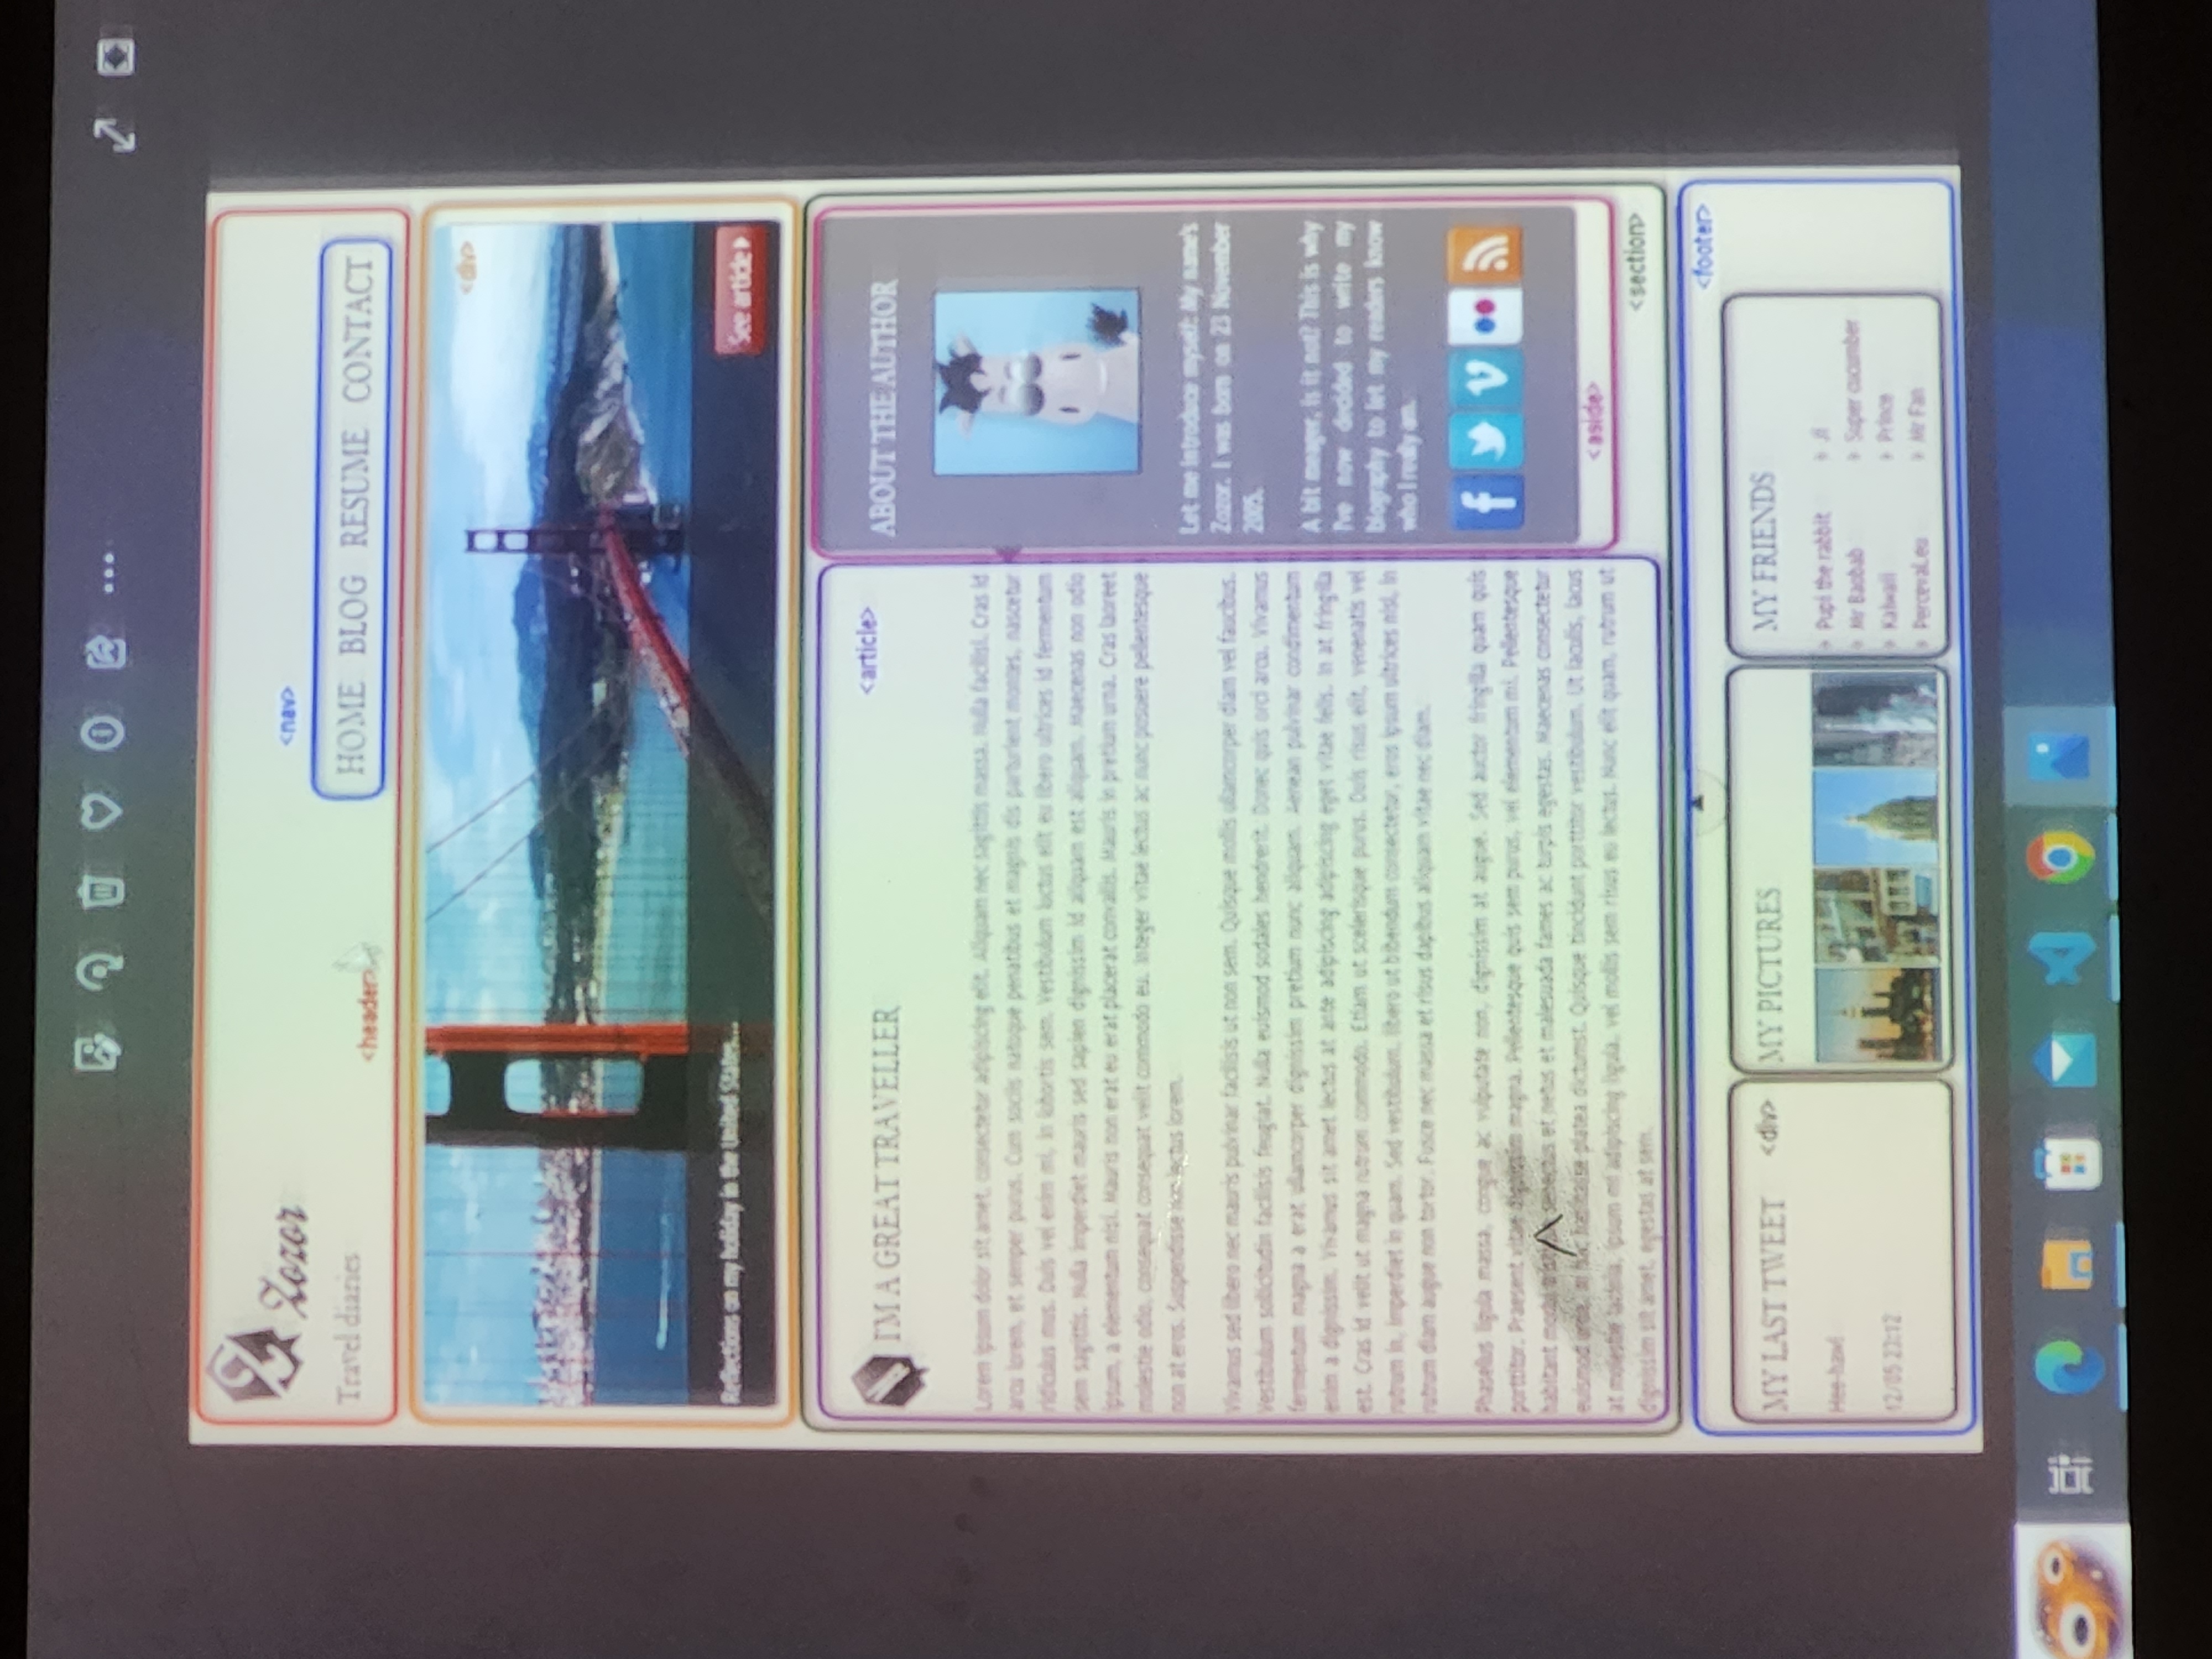 Zozor
Travel diaries
<header>
<nav>
HOME BLOG RESUME CONTACT
<div>
Reflections on my holiday in the United States...
See article
I'M A GREAT TRAVELLER
<article>
Lorem ipsum dolor sit amet, consectetur adipiscing elit. Aliquam nec sagittis massa. Nulla facilisi. Cras id
arcu lorem, et semper purus. Cum sociis natoque penatibus et magnis dis parturient montes, nascetur
ridiculus mus. Duis vel enim mi, in lobortis sem. Vestibulum luctus elit eu libero ultrices id fermentum
sem sagittis. Nulla imperdiet mauris sed sapien dignissim id aliquam est aliquam. Maecenas non odio
ipsum, a elementum nisi. Mauris non erat eu erat placerat convallis. Mauris in pretium urna. Cras laoreet
molestie odio, consequat consequat velit commodo eu. Integer vitae lectus ac nunc posuere pellentesque
non at eros. Suspendisse non lectus lorem.
Vivamus sed libero nec mauris pulvinar facilisis ut non sem. Quisque mollis ullamcorper diam vel faucibus.
Vestibulum sollicitudin facilisis feugiat. Nulla euismod sodales hendrerit. Donec quis orci arcu. Vivamus
fermentum magna a erat ullamcorper dignissim pretium nunc aliquam. Aenean pulvinar condimentum
enim a dignissim. Vivamus sit amet lectus at ante adipiscing adipiscing eget vitae felis. In at fringilla
est. Cras id velit ut magna rutrum commodo. Etiam ut scelerisque purus. Duis risus elit, venenatis vel
rutrum in, imperdiet in quam. Sed vestibulum, libero ut bibendum consectetur, eros ipsum ultrices nisl, in
rutrum diam augue non tortor. Fusce nec massa et risus dapibus aliquam vitae nec diam.
Phasellus ligula massa, congue ac vulputate non, dignissim at augue. Sed auctor fringilla quam quis
porttitor. Praesent vitae dignissim magna. Pellentesque quis sem purus, vel elementum mi. Pellentesque
habitant morbi senectus et netus et malesuada fames ac turpis egestas. Maecenas consectetur
euismod urna, habitasse platea dictumst. Quisque tincidunt porttitor vestibulum. Ut iaculis, lacus
at molestie lacinia, ipsum mi adipiscing ligula, vel mollis sem risus eu lectus. Nunc elit quam, rutrum ut
dignissim sit amet, egestas at sem.
ABOUT THE AUTHOR
Let me introduce myself: My name's
Zozor. I was born on 23 November
2005.
A bit meager, is it not? This is why
I've now decided to write my
biography to let my readers know
who I really am.
<aside>
<section>
<footer>
MY LAST TWEET
<div>
Hee-haw!
12/05 23:12
MY PICTURES
MY FRIENDS
Pupi the rabbit
Mr Baobab
Kaiwaii
Perceval.eu
Ji
Super cucumber
Prince
Mr Fan